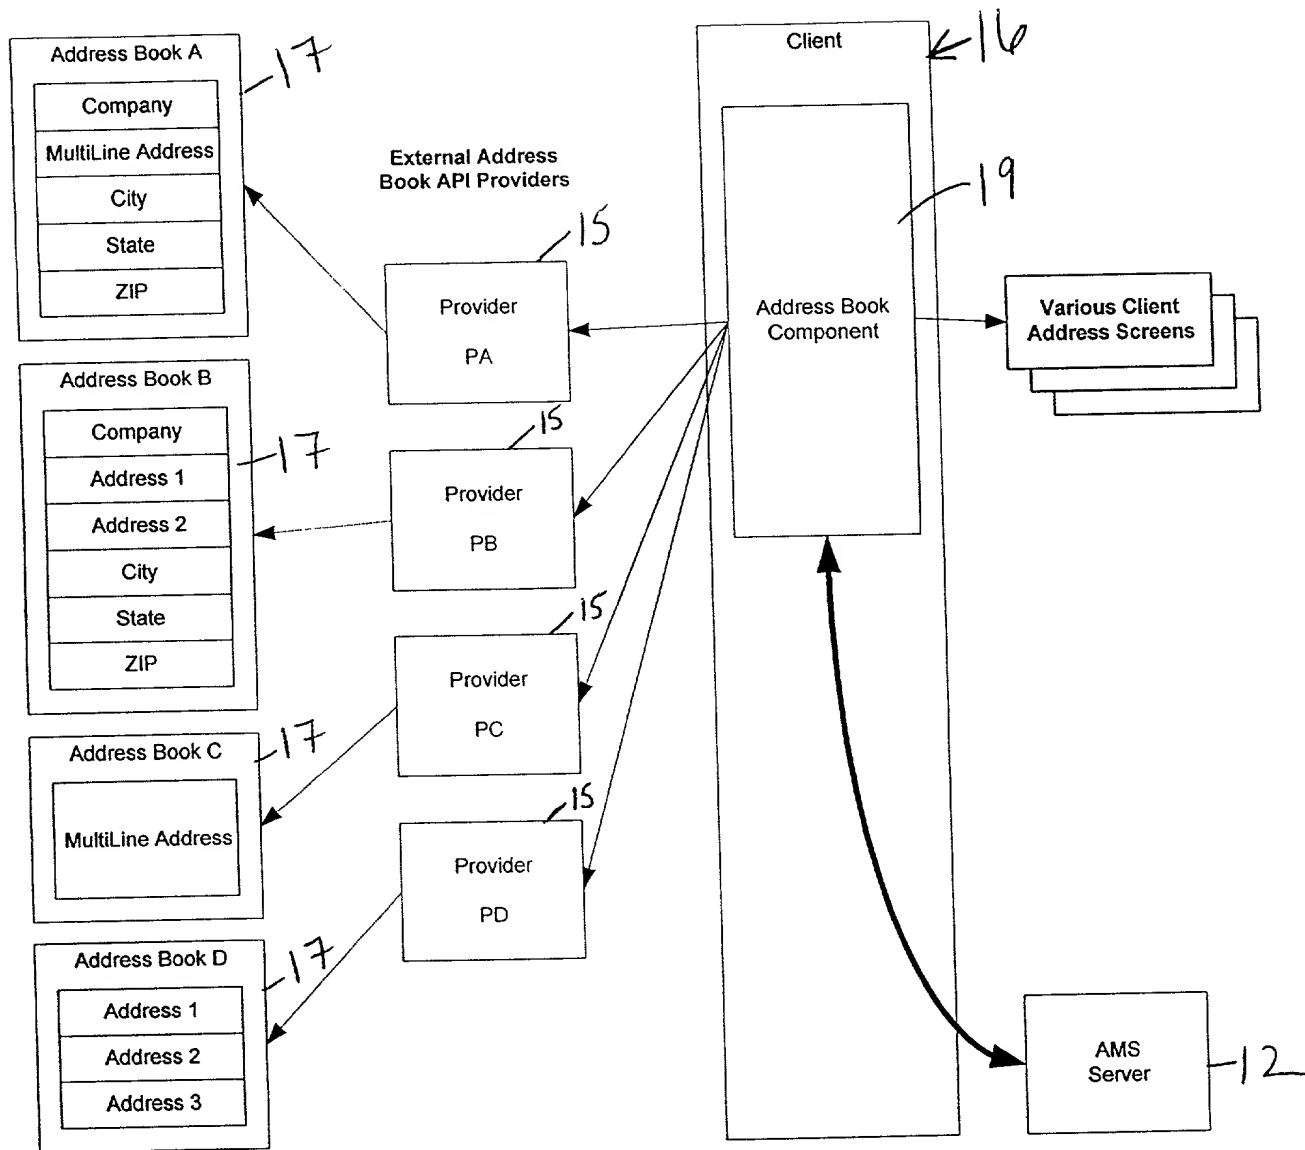 Address Book A
17
Company
MultiLine Address
City
State
ZIP
Address Book B
17
Company
Address 1
Address 2
City
State
ZIP
Address Book C
17
MultiLine Address
Address Book D
17
Address 1
Address 2
Address 3
External Address
Book API Providers
15
Provider
PA
15
Provider
PB
15
Provider
PC
15
Provider
PD
Client
16
19
Address Book
Component
Various Client
Address Screens
AMS
Server
12